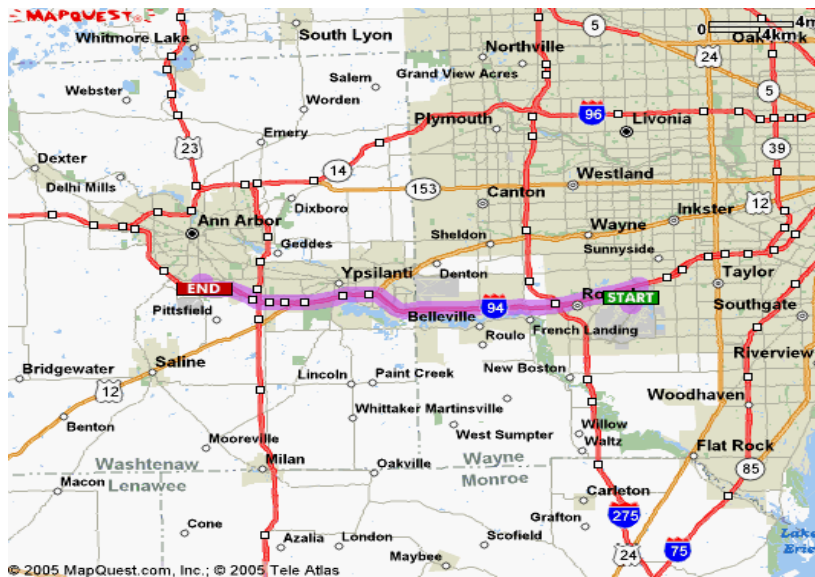 MAPQUEST
South Lyon
5
0
4m
Whitmore Lake
Oak
4km
k
Northville
24
Salem
Grand View Acres
Webster
5
Worden
96
Plymouth
Livonia
Emery
23
39
Dexter
14
Delhi Mills
153
Westland
Dixboro
Canton
12
Inkster
Ann Arbor
Wayne
Sheldon
Geddes
Sunnyside
Ypsilanti
Denton
Taylor
END
START
94
Southgate
Pittsfield
Belleville
French Landing
Roulo
Riverview
Saline
New Boston
Bridgewater
Lincoln
Paint Creek
12
Woodhaven
Whittaker
Martinsville
Benton
Willow
West Sumpter
Waltz
Mooreville
Flat Rock
Washtenaw
Milan
Wayne
Oakville
85
Lenawee
Monroe
Macon
Carleton
275
Cone
Grafton
Lake
Erie
Azalia
London
Scofield
24
75
Maybee
© 2005 MapQuest.com, Inc.; © 2005 Tele Atlas